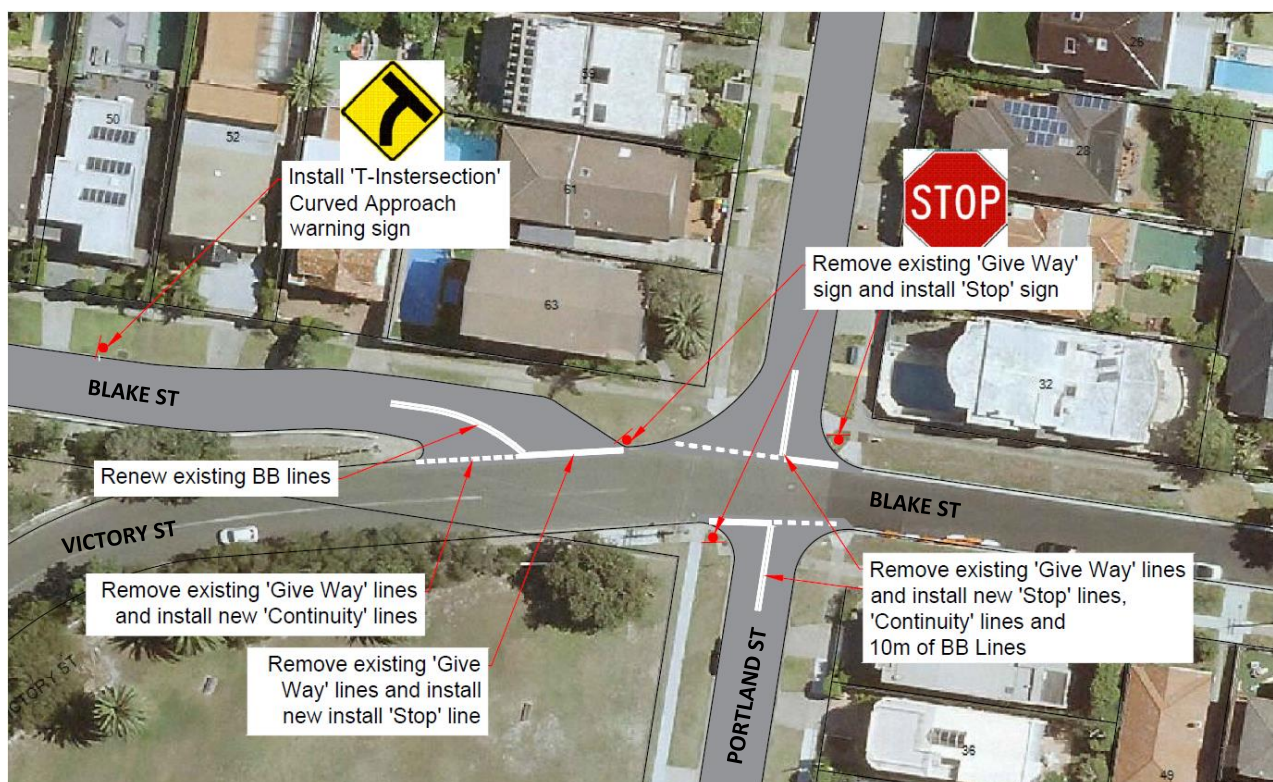 50
52
Install 'T-Instersection'
Curved Approach
warning sign
61
63
26
28
STOP
Remove existing 'Give Way'
sign and install 'Stop' sign
32
BLAKE ST
Renew existing BB lines
VICTORY ST
BLAKE ST
Remove existing 'Give Way' lines
and install new 'Continuity' lines
Remove existing 'Give
Way' lines and install
new install 'Stop' line
Remove existing 'Give Way' lines
and install new 'Stop' lines,
'Continuity' lines and
10m of BB Lines
PORTLAND ST
36
49